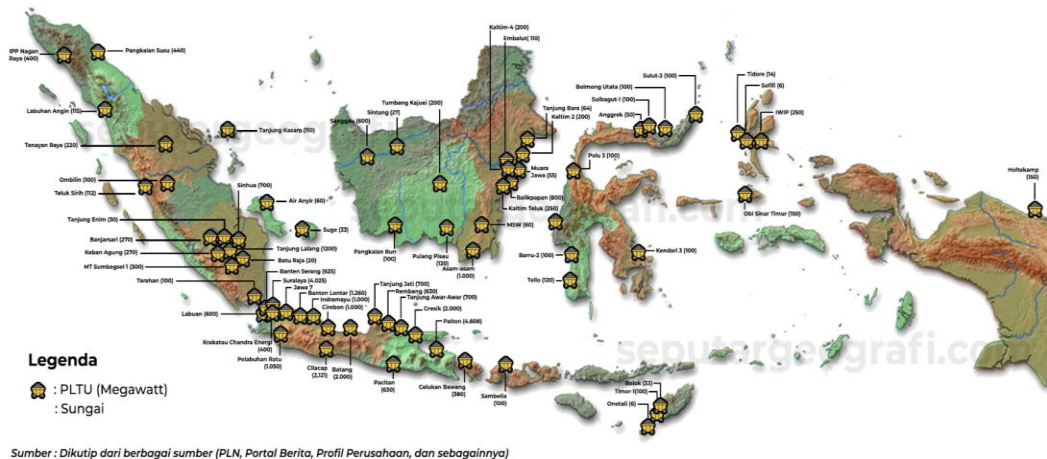 IPP Nagan
Raya (400)
Pangkalan Susu (440)
Labuhan Angin (115)
Tenayan Raya (220)
Tanjung Kasam (110)
Ombilin (100)
Teluk Sirih (112)
Sinhua (700)
Air Anyir (60)
Suge (33)
Tanjung Enim (30)
Banjarsari (270)
Keban Agung (270)
MT Sumbagsel 1 (300)
Tarahan (100)
Tanjung Lalang (1200)
Batu Raja (20)
Banten Serang (625)
Suralaya (4.025)
Jawa 7
Banten Lontar (1.260)
Indramayu (1.000)
Cirebon (1.000)
Labuan (600)
Krakatau Chandra Energi
(400)
Pelabuhan Ratu
(1.050)
Cilacap
(2,121)
Batang
(2.000)
Tanjung Jati (700)
Rembang (630)
Tanjung Awar-Awar (700)
Gresik (2.000)
Paiton (4.608)
Pacitan
(630)
Celukan Bawang
(380)
Sambelia
(100)
Sanggau (600)
Sintang (27)
Tumbang Kajuei
(200)
Kaltim-4 (200)
Embalut( 110)
Tanjung Bara (64)
Kaltim 2 (200)
Muara
Jawa (55)
Balikpapan (800)
Kaltim Teluk (250)
MSW (60)
Pangkalan Bun
(100)
Pulang Pisau
(120)
Asam-asam
(1.000)
Sulut-3 (100)
Bolmong Utata (100)
Sulbagut-1 (100)
Anggrek (50)
Palu 3 (100)
Barru-2 (100)
Tello (120)
Kendari 3 (100)
Tidore (14)
Sofifi (6)
IWIP (250)
Obi Sinar Timur (150)
Holtekamp
(150)
Bolok (33)
Timor-1(100)
Onotali (6)
seputargeografi.com
Legenda
: PLTU (Megawatt)
: Sungai
Sumber : Dikutip dari berbagai sumber (PLN, Portal Berita, Profil Perusahaan, dan sebagainnya)